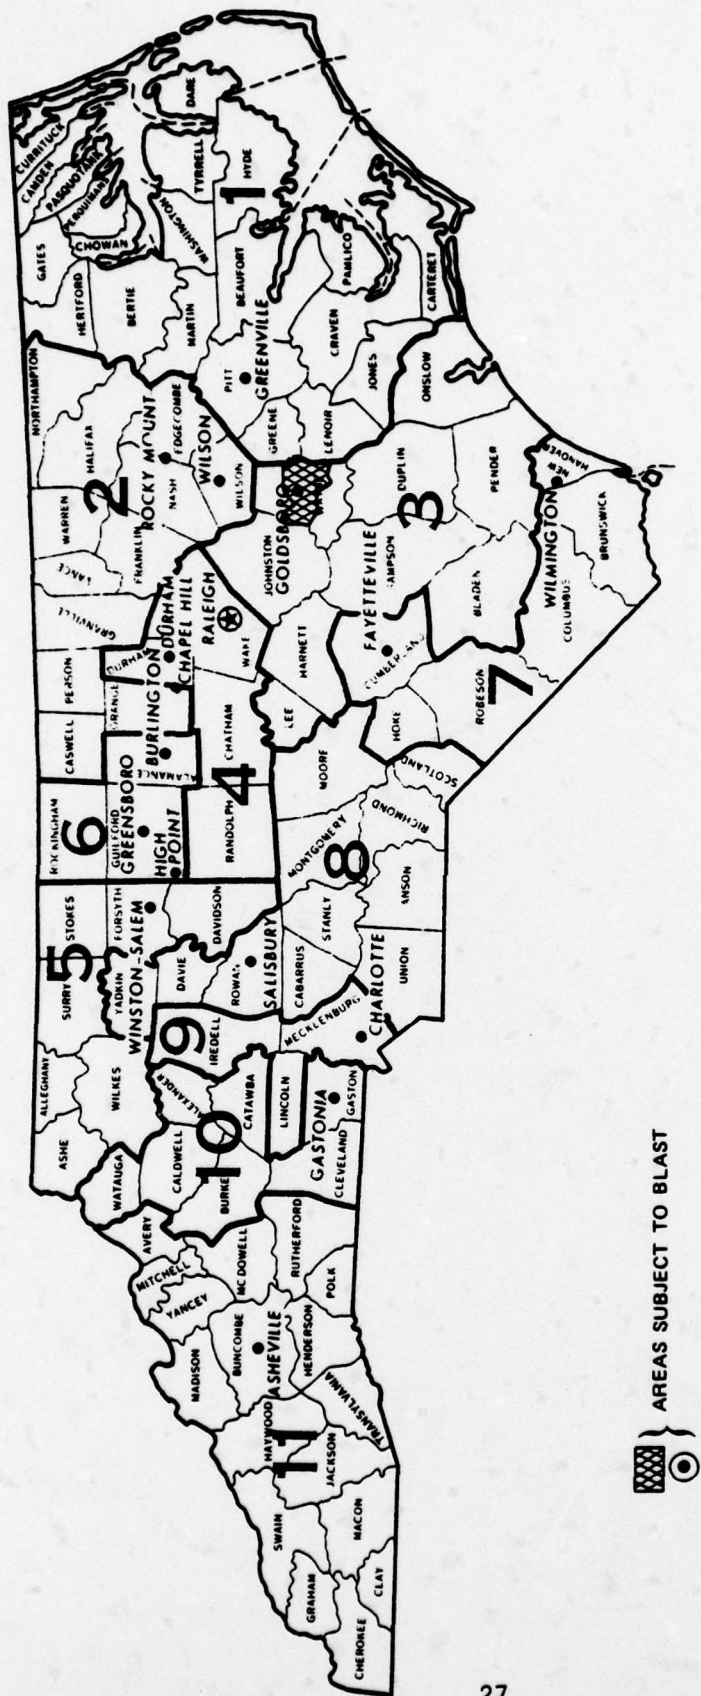 CURRITUCK
CAMDEN
PASQUOTANK
PERQUIMANS
GATES
CHOWAN
HERTFORD
BERTIE
NORTHAMPTON
HALIFAX
WARREN
VANCE
GRANVILLE
PERSON
CASWELL
ROCKINGHAM
STOKES
SURRY
ALLEGHANY
ASHE
WATAUGA
WILKES
YADKIN
FORSYTH
WINSTON-SALEM
5
6
GUILFORD
GREENSBORO
HIGH
POINT
ALAMANCE
BURLINGTON
ORANGE
DURHAM
DURHAM
CHAPEL HILL
RALEIGH
WAKE
FRANKLIN
2
NASH
ROCKY MOUNT
EDGECOMBE
WILSON
WILSON
MARTIN
WASHINGTON
TYRRELL
DARE
1
HYDE
BEAUFORT
PITT
GREENVILLE
GREENE
LENOIR
CRAVEN
PAMLICO
JONES
CARTERET
ONSLOW
JOHNSTON
GOLDSBORO
HARNETT
LEE
CHATHAM
4
RANDOLPH
DAVIDSON
DAVIE
ROWAN
SALISBURY
9
IREDELL
ALEXANDER
CATAWBA
10
CALDWELL
BURKE
AVERY
MITCHELL
YANCEY
MADISON
MC DOWELL
BUNCOMBE
ASHEVILLE
HENDERSON
RUTHERFORD
POLK
TRANSYLVANIA
HAYWOOD
11
JACKSON
SWAIN
MACON
GRAHAM
CLAY
CHEROKEE
CLEVELAND
GASTONIA
GASTON
LINCOLN
MECKLENBURG
CHARLOTTE
CABARRUS
UNION
STANLY
ANSON
8
MONTGOMERY
RICHMOND
MOORE
SCOTLAND
HOKE
CUMBERLAND
FAYETTEVILLE
SAMPSON
3
DUPLIN
PENDER
BLADEN
ROBESON
7
COLUMBUS
WILMINGTON
NEW
HANOVER
BRUNSWICK
AREAS SUBJECT TO BLAST
27